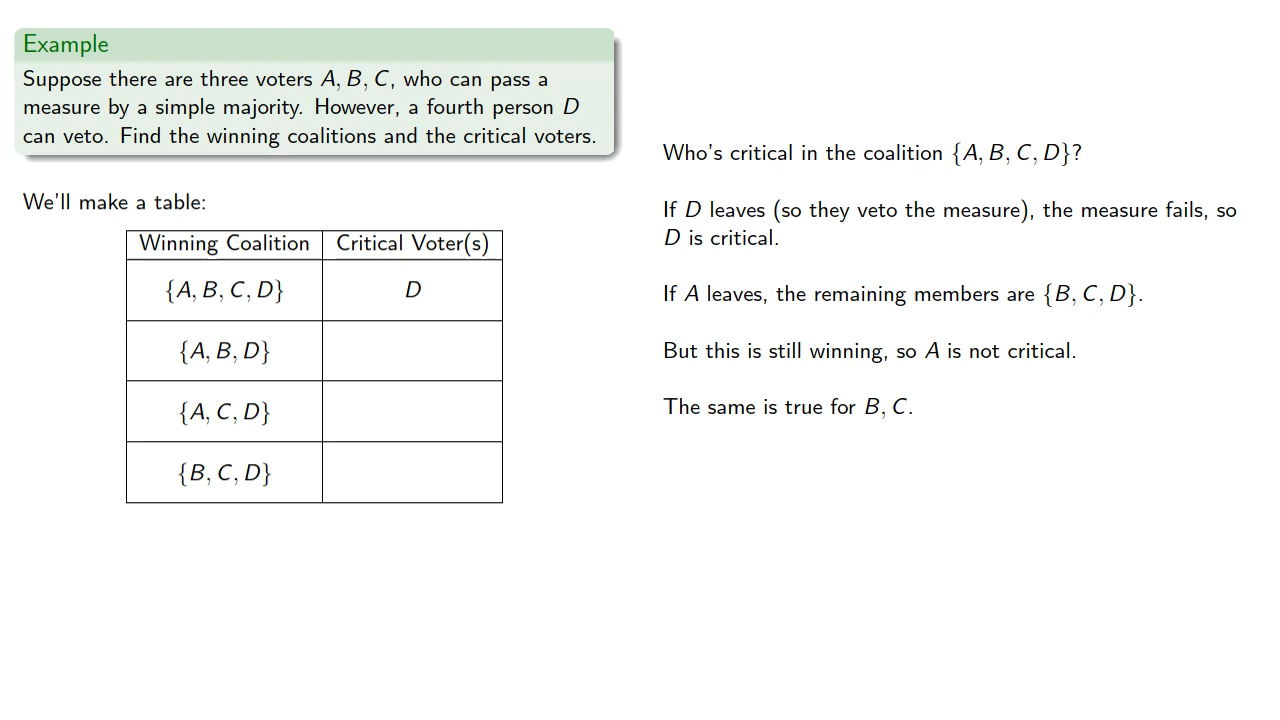 Example
Suppose there are three voters A, B, C, who can pass a
measure by a simple majority. However, a fourth person D
can veto. Find the winning coalitions and the critical voters.
We'll make a table:
Winning Coalition Critical Voter(s)
{A, B, C, D} D
{A, B, D}
{A, C, D}
{B, C, D}
Who's critical in the coalition {A, B, C, D}?
If D leaves (so they veto the measure), the measure fails, so
D is critical.
If A leaves, the remaining members are {B, C, D}.
But this is still winning, so A is not critical.
The same is true for B, C.